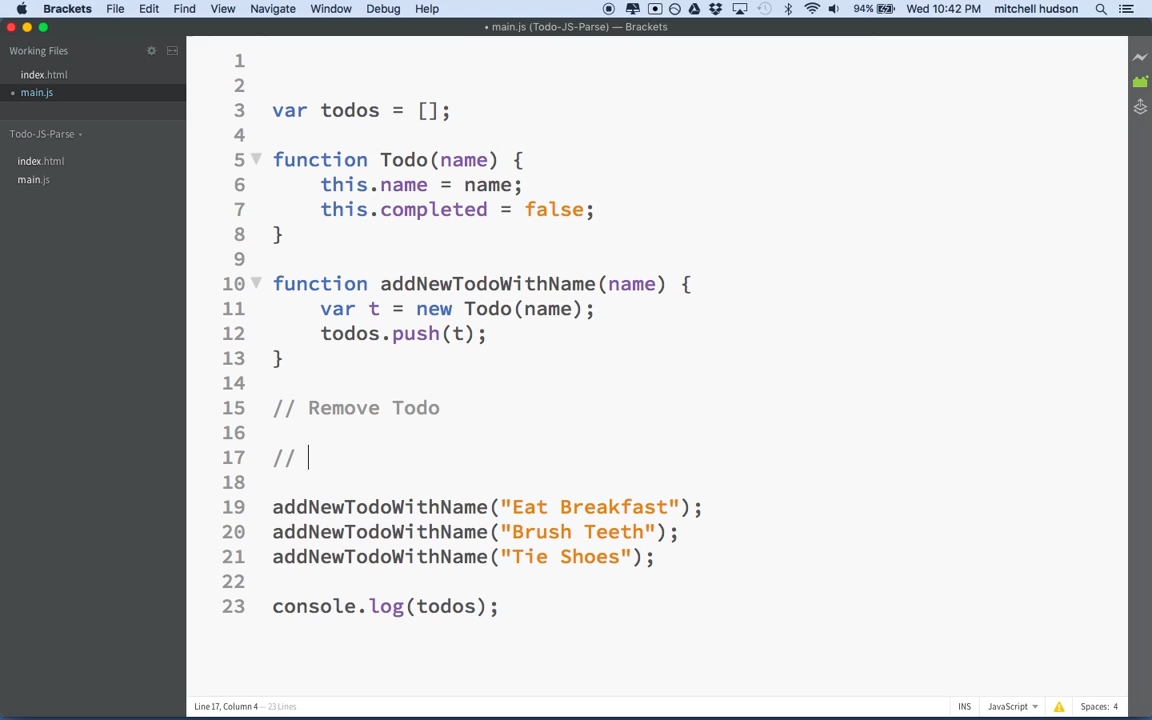 Brackets File Edit Find View Navigate Window Debug Help 94% Wed 10:42 PM mitchell hudson
• main.js (Todo-JS-Parse) — Brackets
Working Files
index.html
• main.js
Todo-JS-Parse
index.html
main.js
1
2
3 var todos = [];
4
5 function Todo(name) {
6 this.name = name;
7 this.completed = false;
8 }
9
10 function addNewTodoWithName(name) {
11 var t = new Todo(name);
12 todos.push(t);
13 }
14
15 // Remove Todo
16
17 //
18
19 addNewTodoWithName("Eat Breakfast");
20 addNewTodoWithName("Brush Teeth");
21 addNewTodoWithName("Tie Shoes");
22
23 console.log(todos);
Line 17, Column 4 — 23 Lines INS JavaScript Spaces: 4